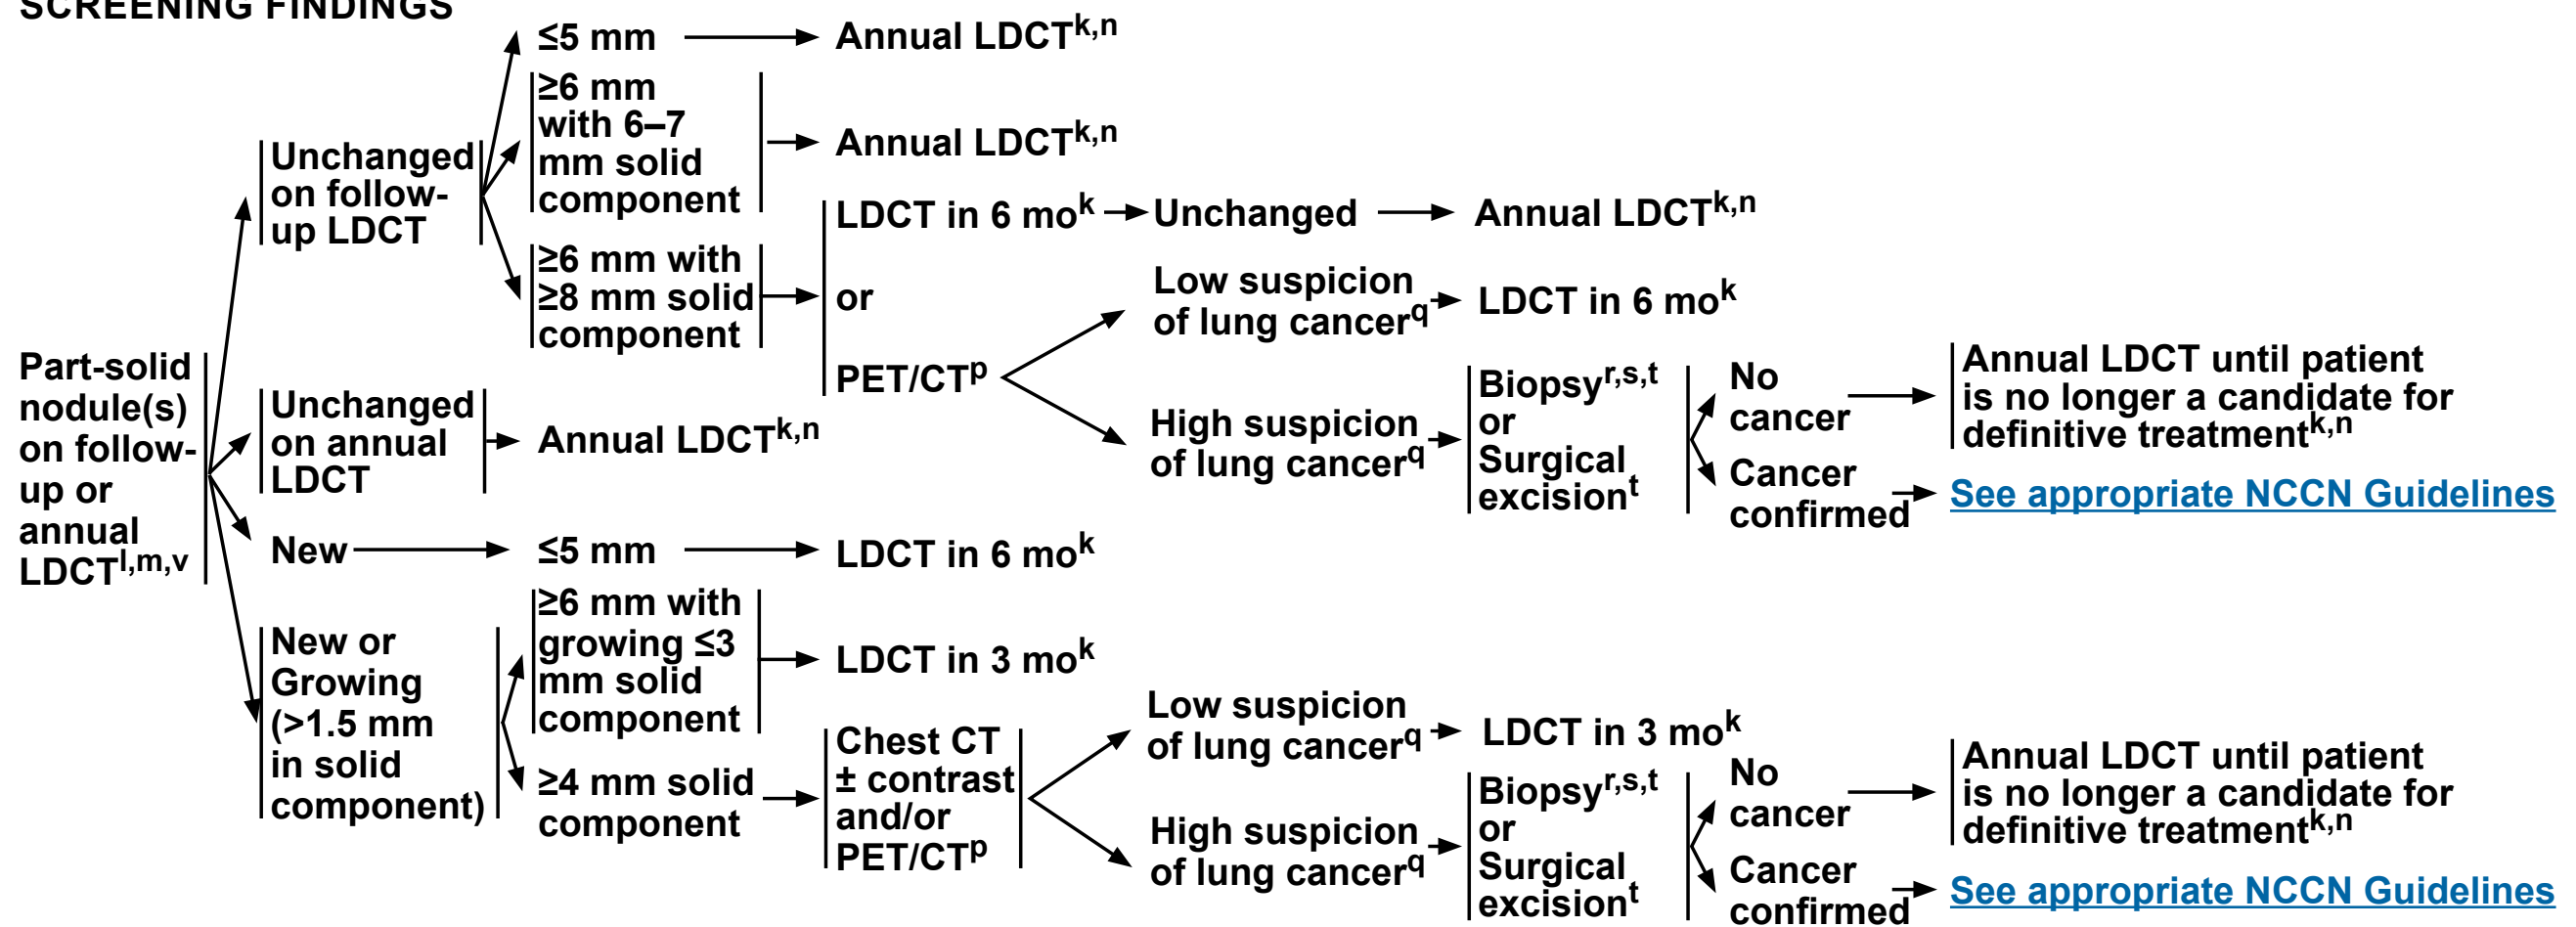 SCREENING FINDINGS
Part-solid
nodule(s)
on follow-
up or
annual
LDCTl,m,v
Unchanged
on follow-
up LDCT
≤5 mm
Annual LDCTk,n
≥6 mm
with 6–7
mm solid
component
Annual LDCTk,n
≥6 mm with
≥8 mm solid
component
LDCT in 6 mok
Unchanged
Annual LDCTk,n
or
PET/CTp
Low suspicion
of lung cancerq
LDCT in 6 mok
High suspicion
of lung cancerq
Biopsyr,s,t
or
Surgical
excisiont
No
cancer
Annual LDCT until patient
is no longer a candidate for
definitive treatmentk,n
Cancer
confirmed
See appropriate NCCN Guidelines
Unchanged
on annual
LDCT
Annual LDCTk,n
New
≤5 mm
LDCT in 6 mok
New or
Growing
(>1.5 mm
in solid
component)
≥6 mm with
growing ≤3
mm solid
component
LDCT in 3 mok
≥4 mm solid
component
Chest CT
± contrast
and/or
PET/CTp
Low suspicion
of lung cancerq
LDCT in 3 mok
High suspicion
of lung cancerq
Biopsyr,s,t
or
Surgical
excisiont
No
cancer
Annual LDCT until patient
is no longer a candidate for
definitive treatmentk,n
Cancer
confirmed
See appropriate NCCN Guidelines